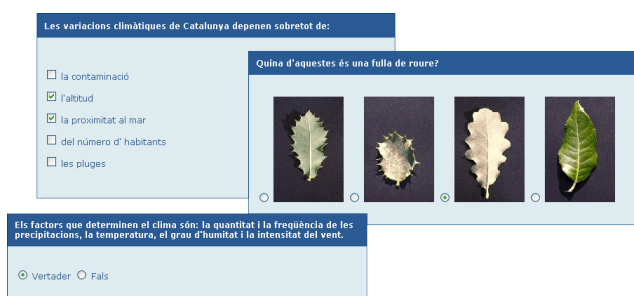 Les variacions climàtiques de Catalunya depenen sobretot de:
la contaminació
l'altitud
la proximitat al mar
del número d' habitants
les pluges
Quina d'aquestes és una fulla de roure?
Els factors que determinen el clima són: la quantitat i la freqüència de les
precipitacions, la temperatura, el grau d'humitat i la intensitat del vent.
Vertader Fals